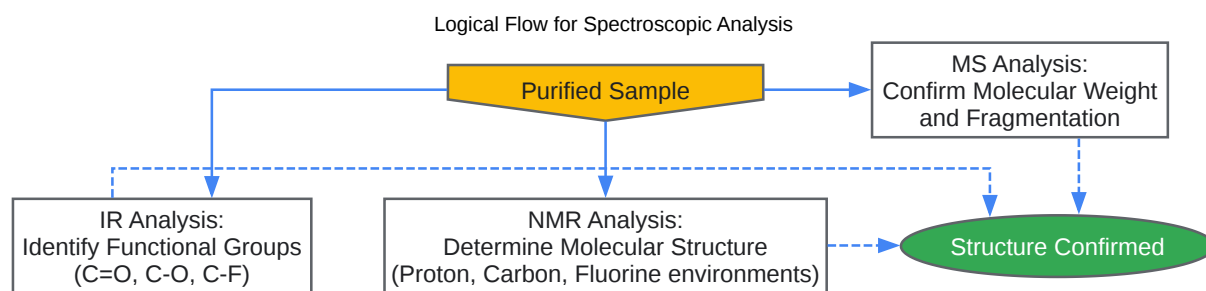 Logical Flow for Spectroscopic Analysis
Purified Sample
MS Analysis:
Confirm Molecular Weight
and Fragmentation
IR Analysis:
Identify Functional Groups
(C=O, C-O, C-F)
NMR Analysis:
Determine Molecular Structure
(Proton, Carbon, Fluorine environments)
Structure Confirmed